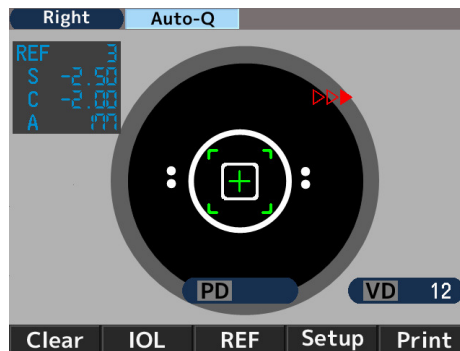 Right Auto-Q
REF 3
S -2.50
C -2.00
A 177
PD
VD 12
Clear IOL REF Setup Print